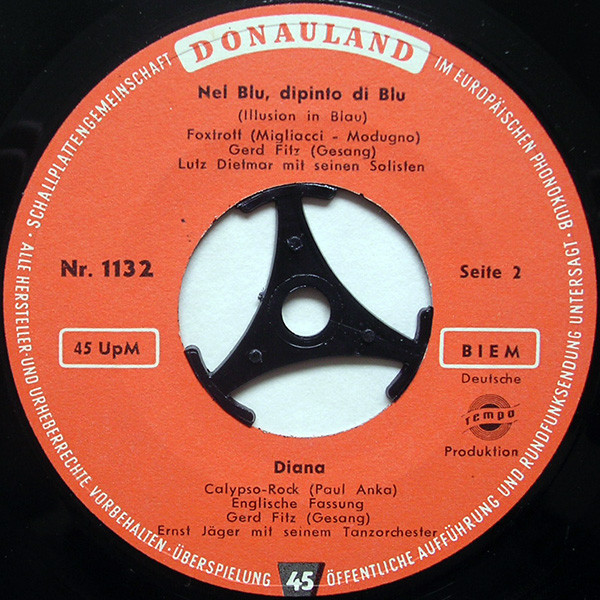 DONAULAND
SCHALLPLATTENGEMEINSCHAFT
IM EUROPÄISCHEN PHONOKLUB ·
Nel Blu, dipinto di Blu
(Illusion in Blau)
Foxtrott (Migliacci - Modugno)
Gerd Fitz (Gesang)
Lutz Dietmar mit seinen Solisten
Nr. 1132
Seite 2
45 UpM
BIEM
Deutsche
Tempo
Produktion
Diana
Calypso-Rock (Paul Anka)
Englische Fassung
Gerd Fitz (Gesang)
Ernst Jäger mit seinem Tanzorchester
· ALLE HERSTELLER- UND URHEBERRECHTE VORBEHALTEN · ÜBERSPIELUNG
45
ÖFFENTLICHE AUFFÜHRUNG UND RUNDFUNKSENDUNG UNTERSAGT ·